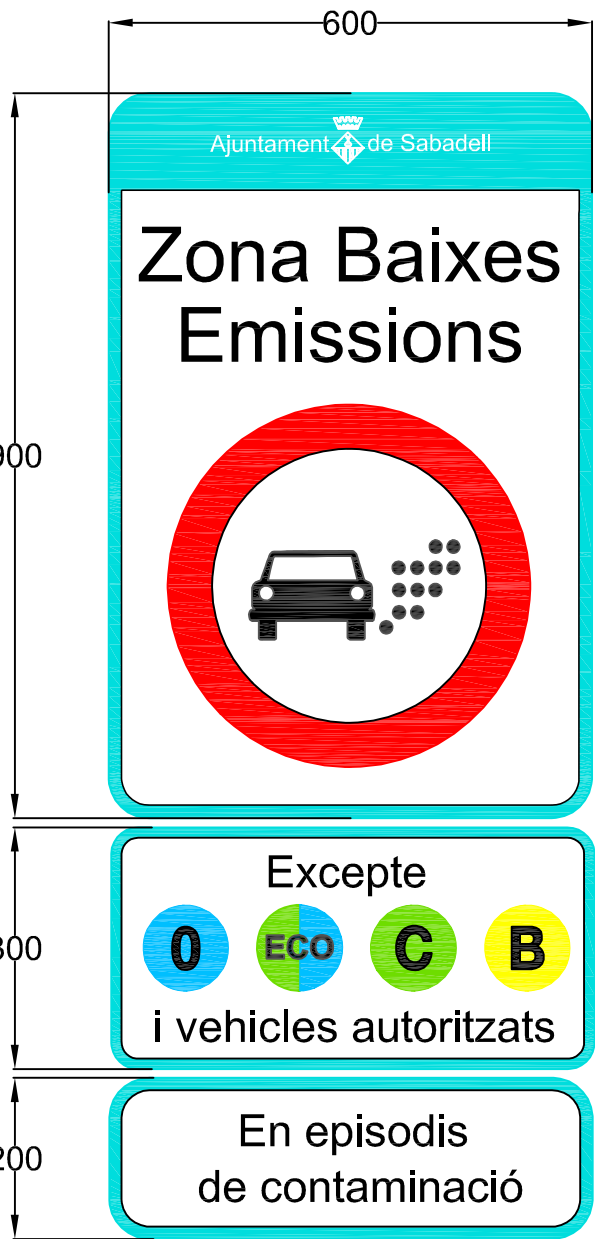 600
Ajuntament de Sabadell
Zona Baixes
Emissions
900
Excepte
0 ECO C B
300
i vehicles autoritzats
En episodis
200
de contaminació